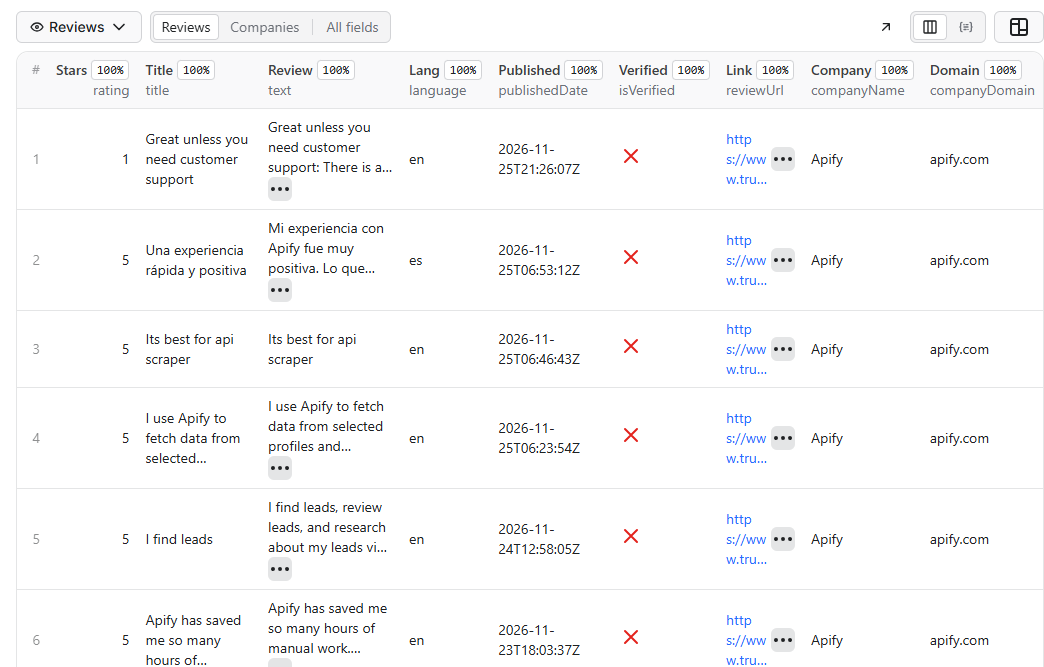 Reviews
Reviews Companies All fields
# Stars 100% Title 100% Review 100% Lang 100% Published 100% Verified 100% Link 100% Company 100% Domain 100%
rating title text language publishedDate isVerified reviewUrl companyName companyDomain
1
1
Great unless you
need customer
support
Great unless you
need customer
support: There is a...
en
2026-11-
25T21:26:07Z
http
s://ww
w.tru...
Apify
apify.com
2
5
Una experiencia
rápida y positiva
Mi experiencia con
Apify fue muy
positiva. Lo que...
es
2026-11-
25T06:53:12Z
http
s://ww
w.tru...
Apify
apify.com
3
5
Its best for api
scraper
Its best for api
scraper
en
2026-11-
25T06:46:43Z
http
s://ww
w.tru...
Apify
apify.com
4
5
I use Apify to
fetch data from
selected...
I use Apify to fetch
data from selected
profiles and...
en
2026-11-
25T06:23:54Z
http
s://ww
w.tru...
Apify
apify.com
5
5
I find leads
I find leads, review
leads, and research
about my leads vi...
en
2026-11-
24T12:58:05Z
http
s://ww
w.tru...
Apify
apify.com
6
5
Apify has saved
me so many
hours of...
Apify has saved me
so many hours of
manual work....
en
2026-11-
23T18:03:37Z
http
s://ww
w.tru...
Apify
apify.com